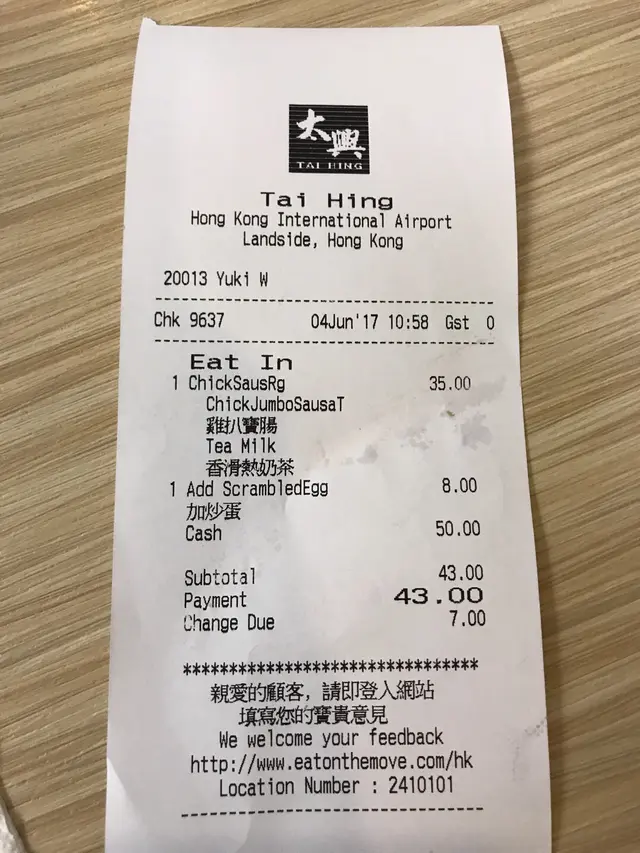 太興
TAI HING
Tai Hing
Hong Kong International Airport
Landside, Hong Kong
20013 Yuki W
Chk 9637 04Jun'17 10:58 Gst 0
Eat In
1 ChickSausRg 35.00
ChickJumboSausaT
雞扒寶腸
Tea Milk
香滑熱奶茶
1 Add ScrambledEgg 8.00
加炒蛋
Cash 50.00
Subtotal 43.00
Payment 43.00
Change Due 7.00
*********************************
親愛的顧客, 請即登入網站
填寫您的寶貴意見
We welcome your feedback
http://www.eatonthemove.com/hk
Location Number : 2410101